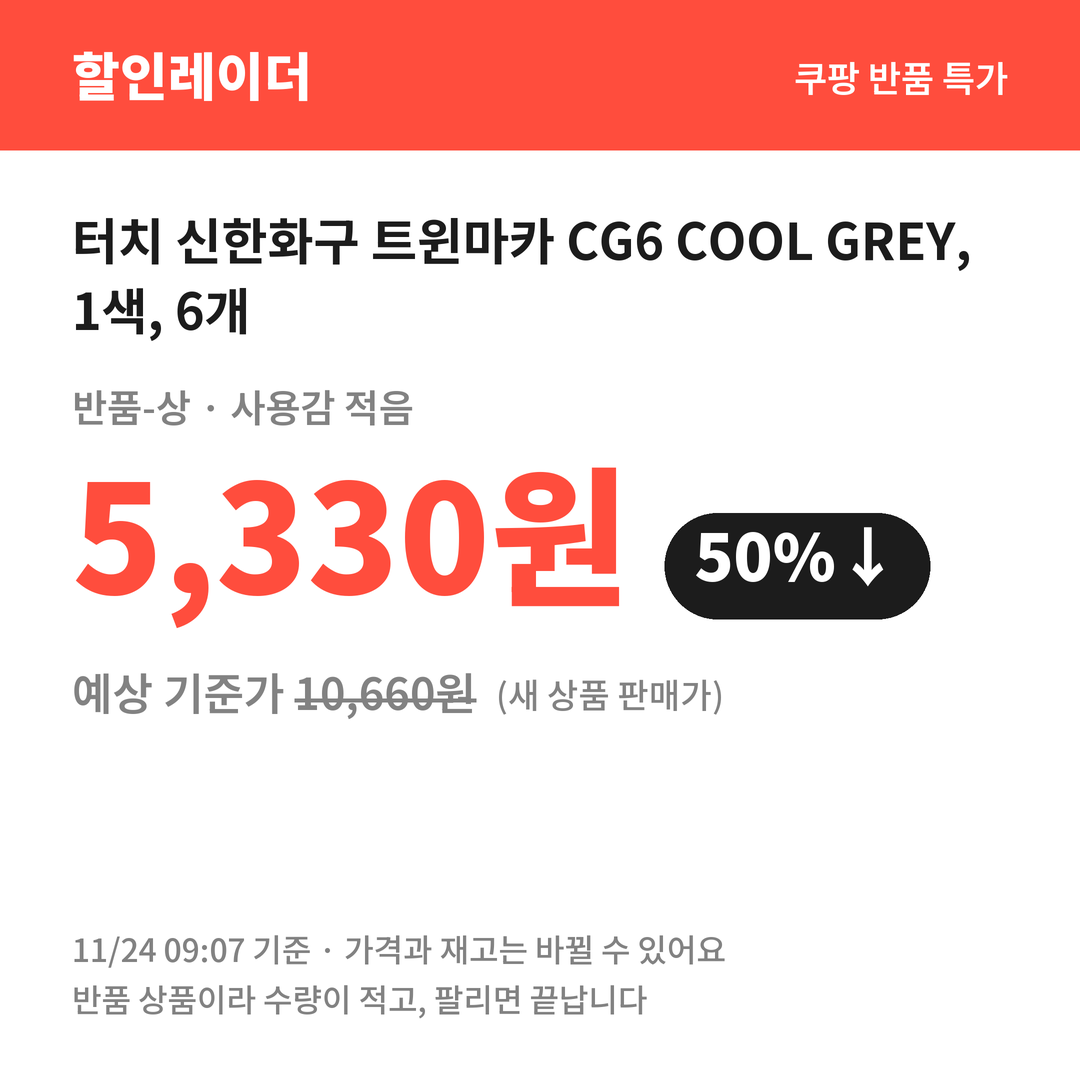 할인레이더
쿠팡 반품 특가
터치 신한화구 트윈마카 CG6 COOL GREY,
1색, 6개
반품-상 · 사용감 적음
5,330원 50%↓
예상 기준가 10,660원 (새 상품 판매가)
11/24 09:07 기준 · 가격과 재고는 바뀔 수 있어요
반품 상품이라 수량이 적고, 팔리면 끝납니다